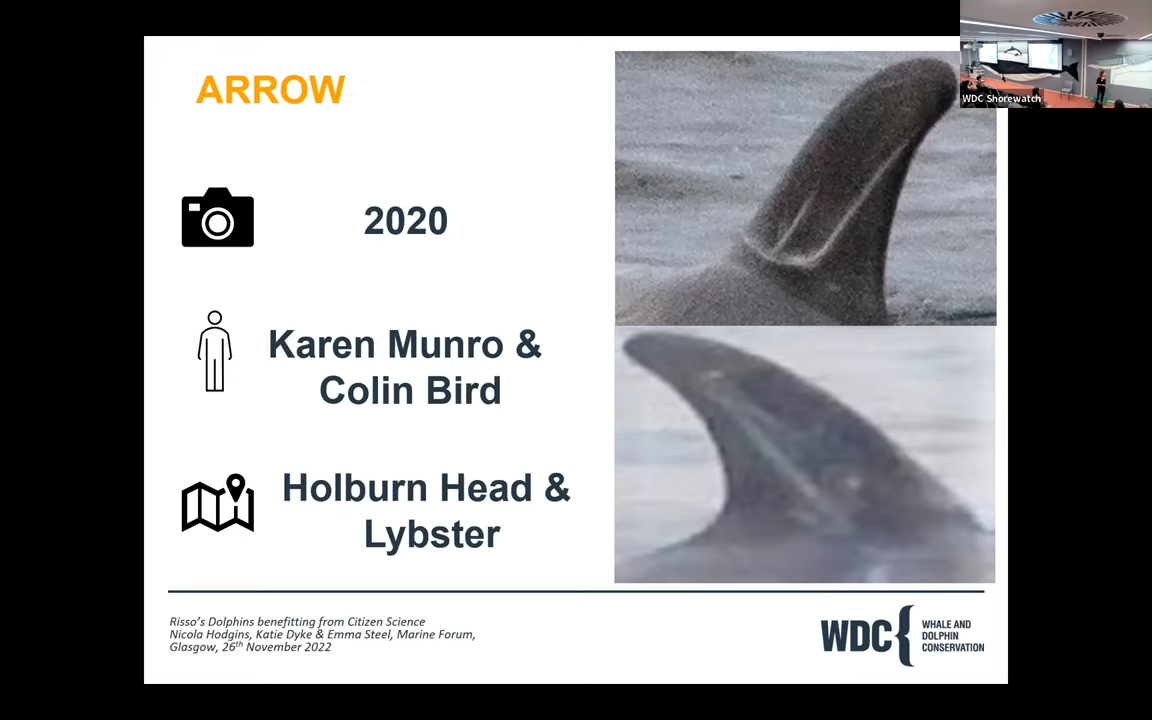 ARROW
WDC Shorewatch
2020
Karen Munro &
Colin Bird
Holburn Head &
Lybster
Risso's Dolphins benefitting from Citizen Science
Nicola Hodgins, Katie Dyke & Emma Steel, Marine Forum,
Glasgow, 26th November 2022
WDC
WHALE AND
DOLPHIN
CONSERVATION